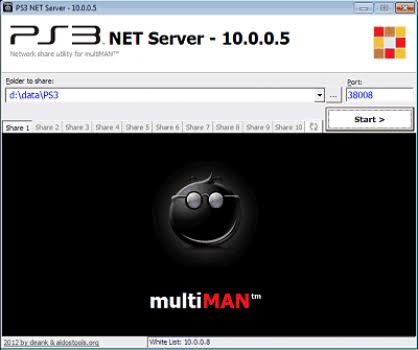 PS3 NET Server - 10.0.0.5
PS3 NET Server - 10.0.0.5
Network share utility for multiMAN™
Folder to share:
Port:
d:\data\PS3
...
38008
Start >
Share 1 Share 2 Share 3 Share 4 Share 5 Share 6 Share 7 Share 8 Share 9 Share 10
multiMAN™
2012 by deank & aldostools.org
White List: 10.0.0.8